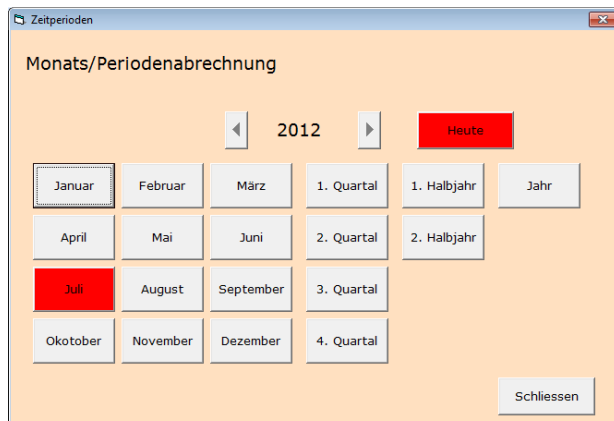 Zeitperioden
Monats/Periodenabrechnung
2012 Heute
Januar Februar März 1. Quartal 1. Halbjahr Jahr
April Mai Juni 2. Quartal 2. Halbjahr
Juli August September 3. Quartal
Okotober November Dezember 4. Quartal
Schliessen